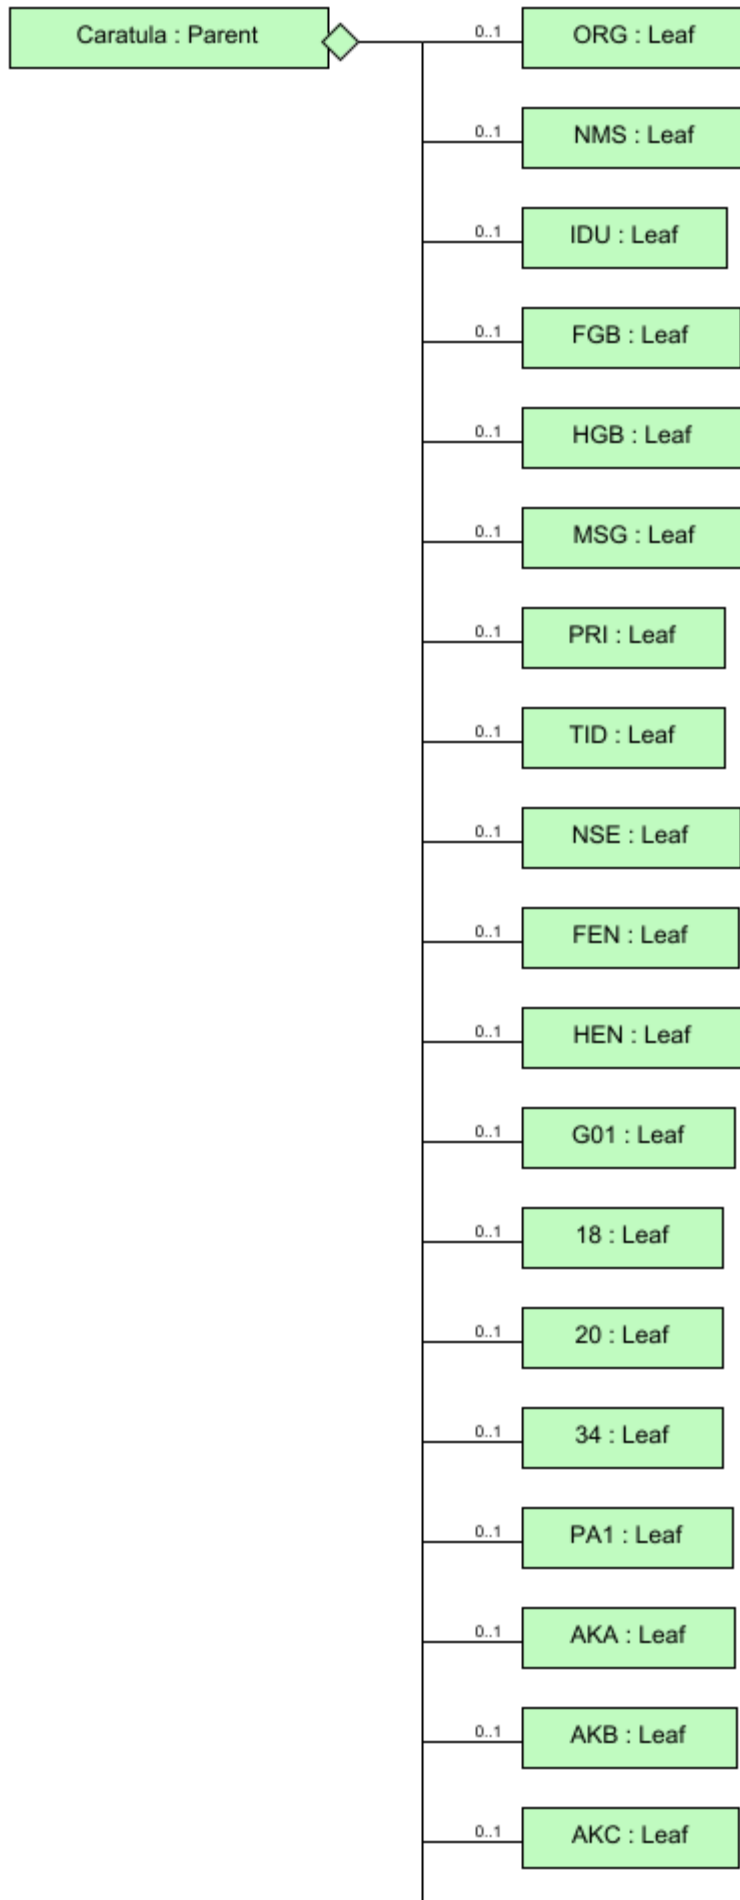 Caratula : Parent
0..1
ORG : Leaf
0..1
NMS : Leaf
0..1
IDU : Leaf
0..1
FGB : Leaf
0..1
HGB : Leaf
0..1
MSG : Leaf
0..1
PRI : Leaf
0..1
TID : Leaf
0..1
NSE : Leaf
0..1
FEN : Leaf
0..1
HEN : Leaf
0..1
G01 : Leaf
0..1
18 : Leaf
0..1
20 : Leaf
0..1
34 : Leaf
0..1
PA1 : Leaf
0..1
AKA : Leaf
0..1
AKB : Leaf
0..1
AKC : Leaf